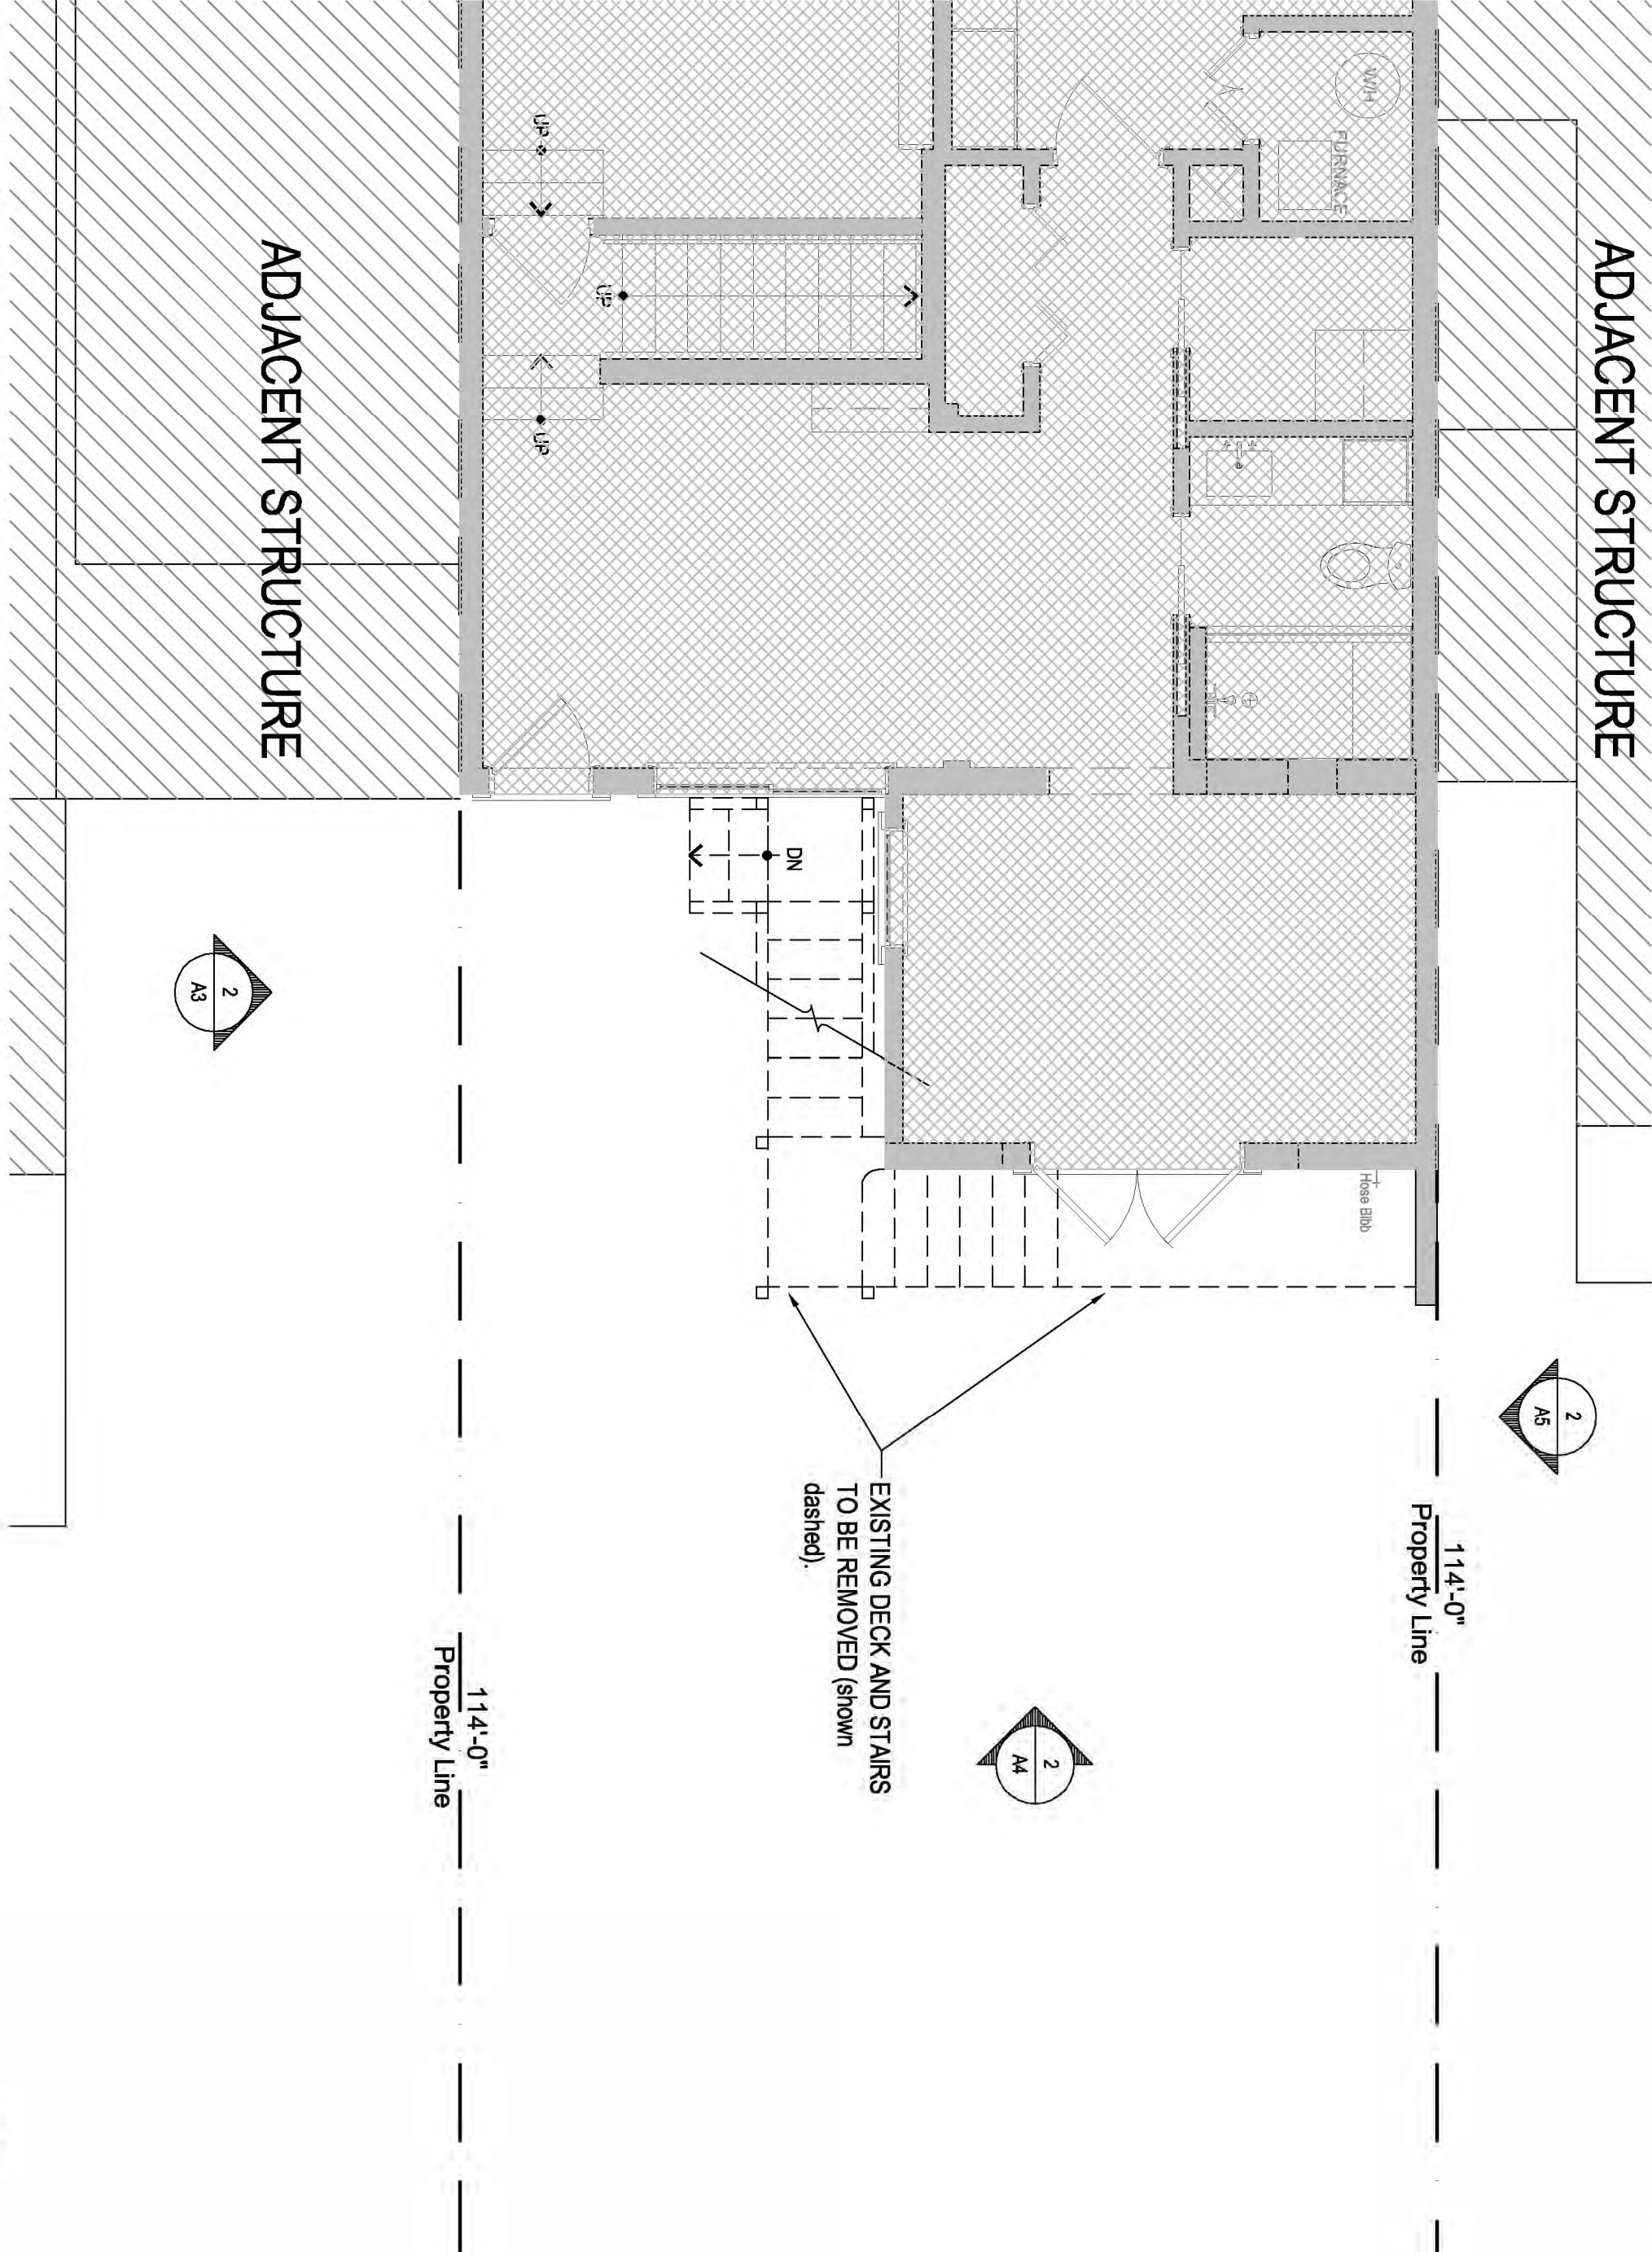 ADJACENT STRUCTURE
W/H
FURNACE
Hose Bibb
2
A5
114'-0"
Property Line
UP
UP
UP
DN
EXISTING DECK AND STAIRS
TO BE REMOVED (shown
dashed).
2
A4
ADJACENT STRUCTURE
2
A3
114'-0"
Property Line